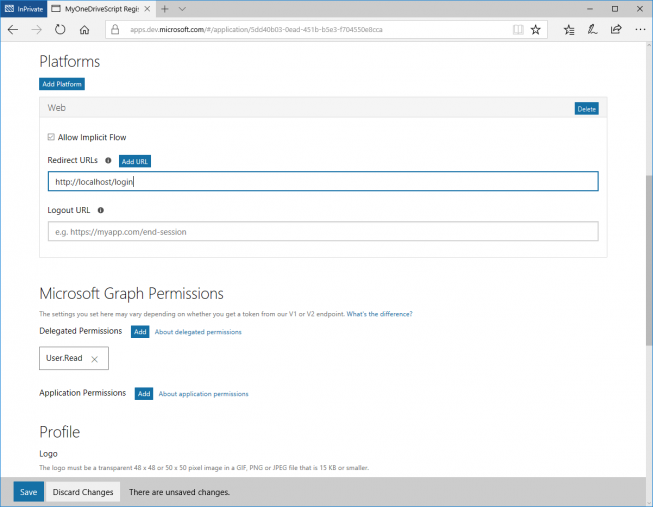 InPrivate
MyOneDriveScript Regis
apps.dev.microsoft.com/#/application/5dd40b03-0ead-451b-b5e3-f704550e8cca
Platforms
Add Platform
Web
Delete
Allow Implicit Flow
Redirect URLs Add URL
http://localhost/login
Logout URL
e.g. https://myapp.com/end-session
Microsoft Graph Permissions
The settings you set here may vary depending on whether you get a token from our V1 or V2 endpoint. What's the difference?
Delegated Permissions Add About delegated permissions
User.Read
Application Permissions Add About application permissions
Profile
Logo
The logo must be a transparent 48 x 48 or 50 x 50 pixel image in a GIF, PNG or JPEG file that is 15 KB or smaller.
Save Discard Changes There are unsaved changes.